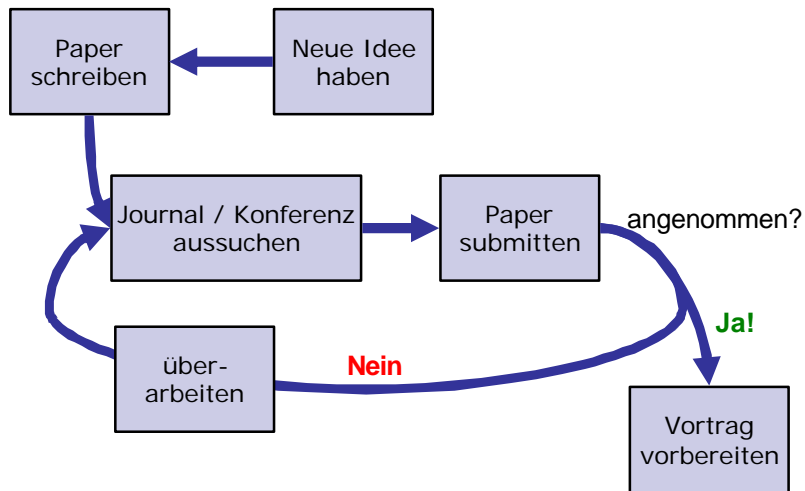 Paper
schreiben
Neue Idee
haben
Journal / Konferenz
aussuchen
Paper
submitten
angenommen?
Ja!
Nein
über-
arbeiten
Vortrag
vorbereiten